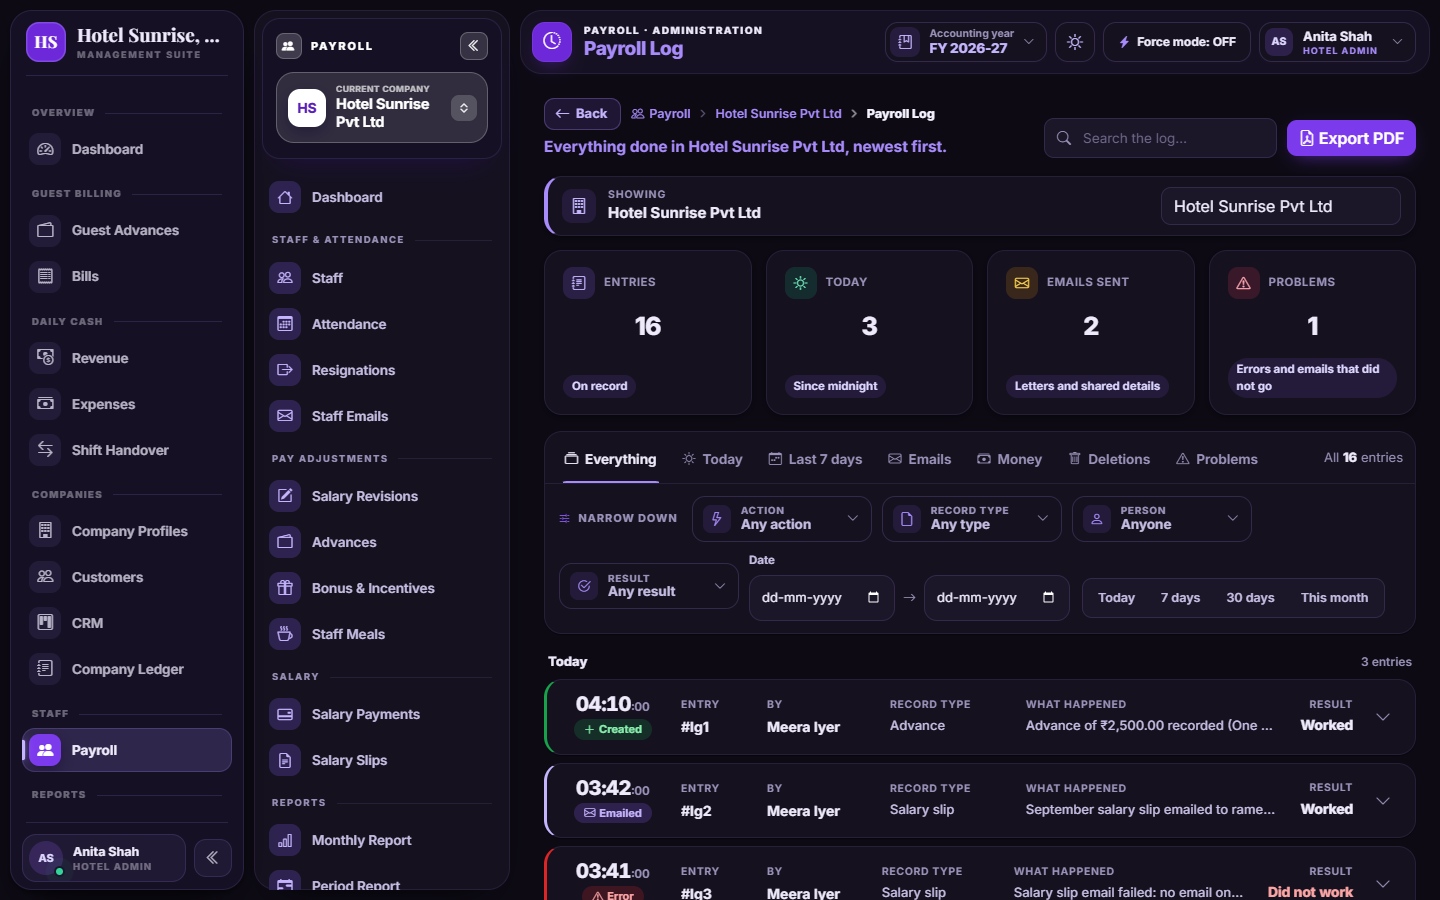 HS
Hotel Sunrise, ...
MANAGEMENT SUITE
OVERVIEW
Dashboard
GUEST BILLING
Guest Advances
Bills
DAILY CASH
Revenue
Expenses
Shift Handover
COMPANIES
Company Profiles
Customers
CRM
Company Ledger
STAFF
Payroll
REPORTS
AS
Anita Shah
HOTEL ADMIN
PAYROLL
HS
CURRENT COMPANY
Hotel Sunrise
Pvt Ltd
Dashboard
STAFF & ATTENDANCE
Staff
Attendance
Resignations
Staff Emails
PAY ADJUSTMENTS
Salary Revisions
Advances
Bonus & Incentives
Staff Meals
SALARY
Salary Payments
Salary Slips
REPORTS
Monthly Report
Period Report
PAYROLL · ADMINISTRATION
Payroll Log
Accounting year
FY 2026-27
Force mode: OFF
AS
Anita Shah
HOTEL ADMIN
Back
Payroll
Hotel Sunrise Pvt Ltd
Payroll Log
Everything done in Hotel Sunrise Pvt Ltd, newest first.
Search the log...
Export PDF
SHOWING
Hotel Sunrise Pvt Ltd
Hotel Sunrise Pvt Ltd
ENTRIES
16
On record
TODAY
3
Since midnight
EMAILS SENT
2
Letters and shared details
PROBLEMS
1
Errors and emails that did
not go
Everything
Today
Last 7 days
Emails
Money
Deletions
Problems
All 16 entries
NARROW DOWN
ACTION
Any action
RECORD TYPE
Any type
PERSON
Anyone
RESULT
Any result
Date
dd-mm-yyyy
→
dd-mm-yyyy
Today
7 days
30 days
This month
Today
3 entries
04:10:00
Created
ENTRY
#lg1
BY
Meera Iyer
RECORD TYPE
Advance
WHAT HAPPENED
Advance of ₹2,500.00 recorded (One ...
RESULT
Worked
03:42:00
Emailed
ENTRY
#lg2
BY
Meera Iyer
RECORD TYPE
Salary slip
WHAT HAPPENED
September salary slip emailed to rame...
RESULT
Worked
03:41:00
Error
ENTRY
#lg3
BY
Meera Iyer
RECORD TYPE
Salary slip
WHAT HAPPENED
Salary slip email failed: no email on...
RESULT
Did not work